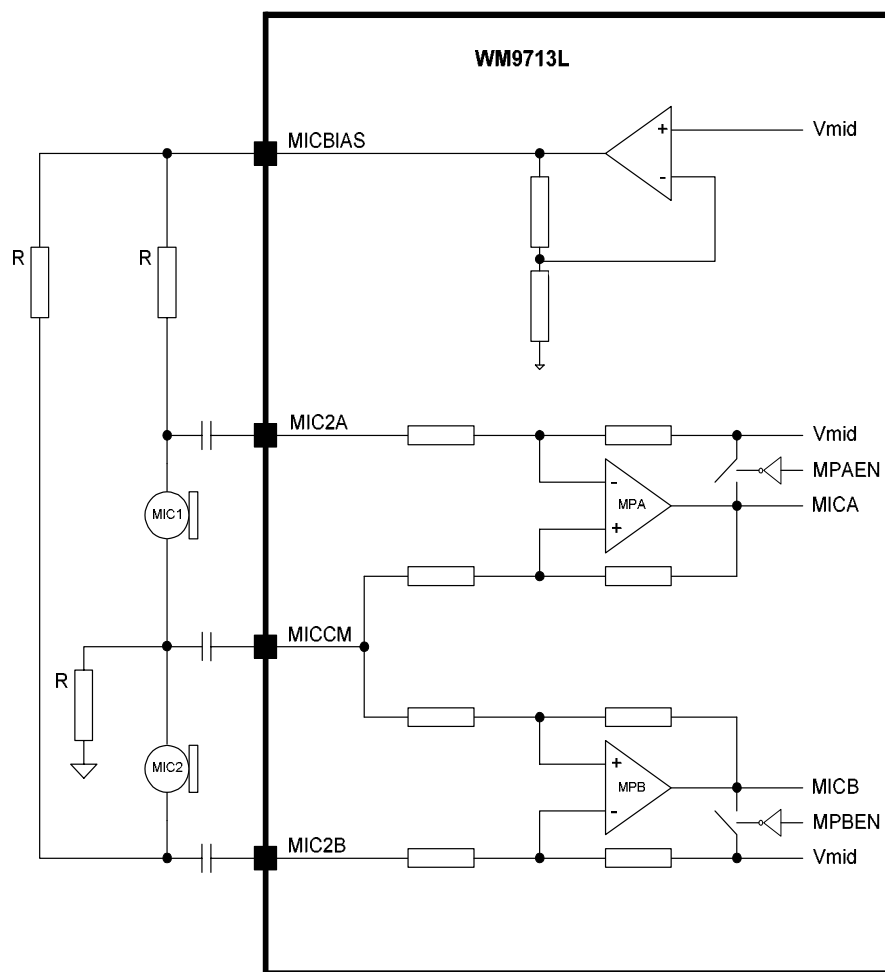 WM9713L
MICBIAS
+
Vmid
-
R
R
MIC2A
Vmid
MPAEN
-
MPA
+
MICA
MIC1
MICCM
R
MIC2
+
MPB
-
MICB
MPBEN
MIC2B
Vmid